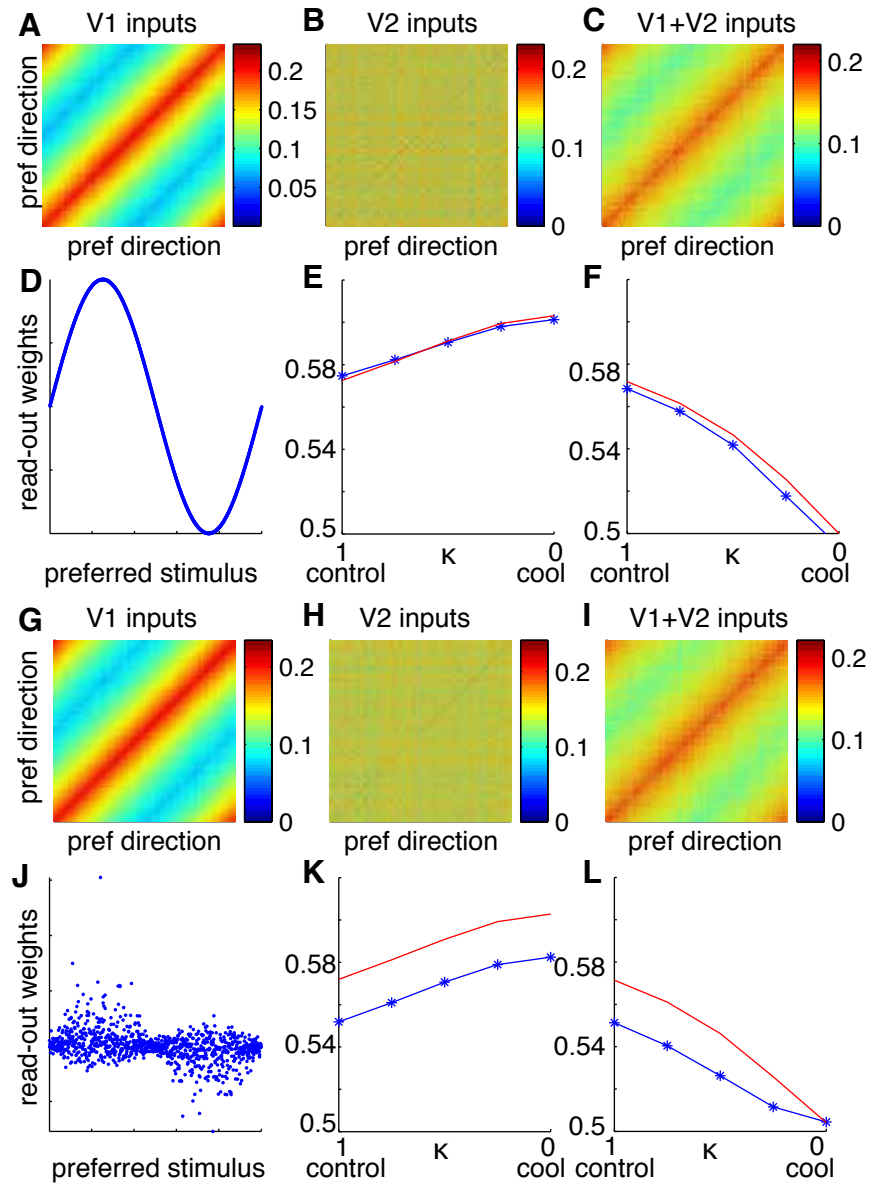 A V1 inputs B V2 inputs C V1+V2
pref direction
0.2
0.15
0.1
0.05
0.2
0.1
0
0.2
0.1
0
pref direction pref direction pref direction
D E F
read-out weights
0.58
0.54
0.5
0.58
0.54
0.5
1 κ 0 1 κ 0
preferred stimulus control cool control cool
G V1 inputs H V2 inputs I V1+V2 inputs
pref direction
0.2
0.1
0
0.2
0.1
0
0.2
0.1
0
pref direction pref direction pref direction
J K L
read-out weights
0.58
0.54
0.5
0.58
0.54
0.5
1 κ 0 1 κ 0
preferred stimulus control cool control cool